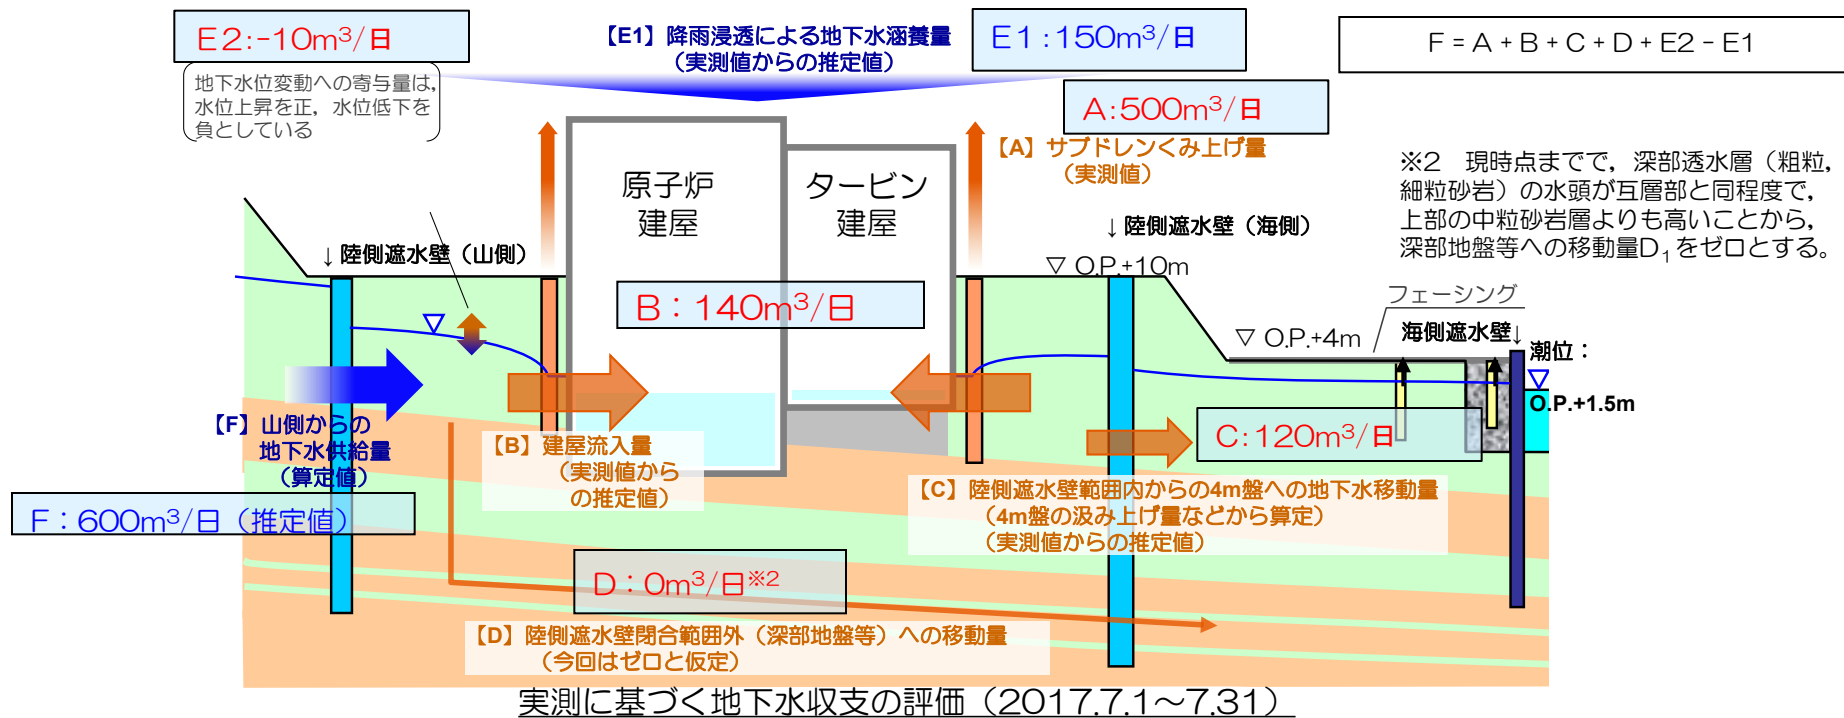 E2:-10m³/日
地下水位変動への寄与量は，
水位上昇を正，水位低下を
負としている
【E1】降雨浸透による地下水涵養量
（実測値からの推定値）
E1:150m³/日
F = A + B + C + D + E2 - E1
A:500m³/日
【A】サブドレンくみ上げ量
（実測値）
※2　現時点までで，深部透水層（粗粒，
細粒砂岩）の水頭が互層部と同程度で，
上部の中粒砂岩層よりも高いことから，
深部地盤等への移動量D₁をゼロとする。
原子炉
建屋
タービン
建屋
↓陸側遮水壁（山側）
↓陸側遮水壁（海側）
▽ O.P.+10m
B：140m³/日
フェーシング
▽ O.P.+4m
海側遮水壁↓
潮位：
O.P.+1.5m
【F】山側からの
地下水供給量
（算定値）
F：600m³/日（推定値）
【B】建屋流入量
（実測値から
の推定値）
C:120m³/日
【C】陸側遮水壁範囲内からの4m盤への地下水移動量
（4m盤の汲み上げ量などから算定）
（実測値からの推定値）
D：0m³/日※2
【D】陸側遮水壁閉合範囲外（深部地盤等）への移動量
（今回はゼロと仮定）
実測に基づく地下水収支の評価（2017.7.1～7.31）